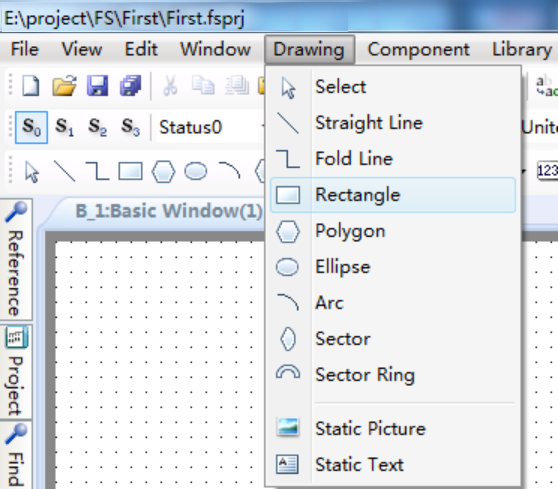 E:\project\FS\First\First.fsprj
File View Edit Window Drawing Component Library
S0 S1 S2 S3 Status0
B_1:Basic Window(1)
Select
Straight Line
Fold Line
Rectangle
Polygon
Ellipse
Arc
Sector
Sector Ring
Static Picture
Static Text
123
Reference
Project
Find